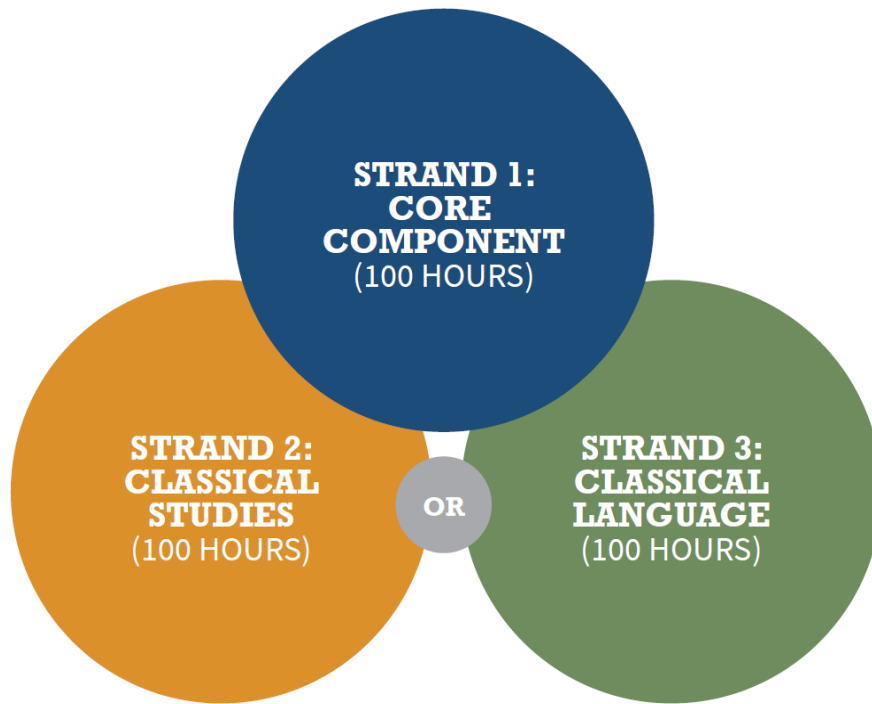 STRAND 1:
CORE
COMPONENT
(100 HOURS)
STRAND 2:
CLASSICAL
STUDIES
(100 HOURS)
OR
STRAND 3:
CLASSICAL
LANGUAGE
(100 HOURS)